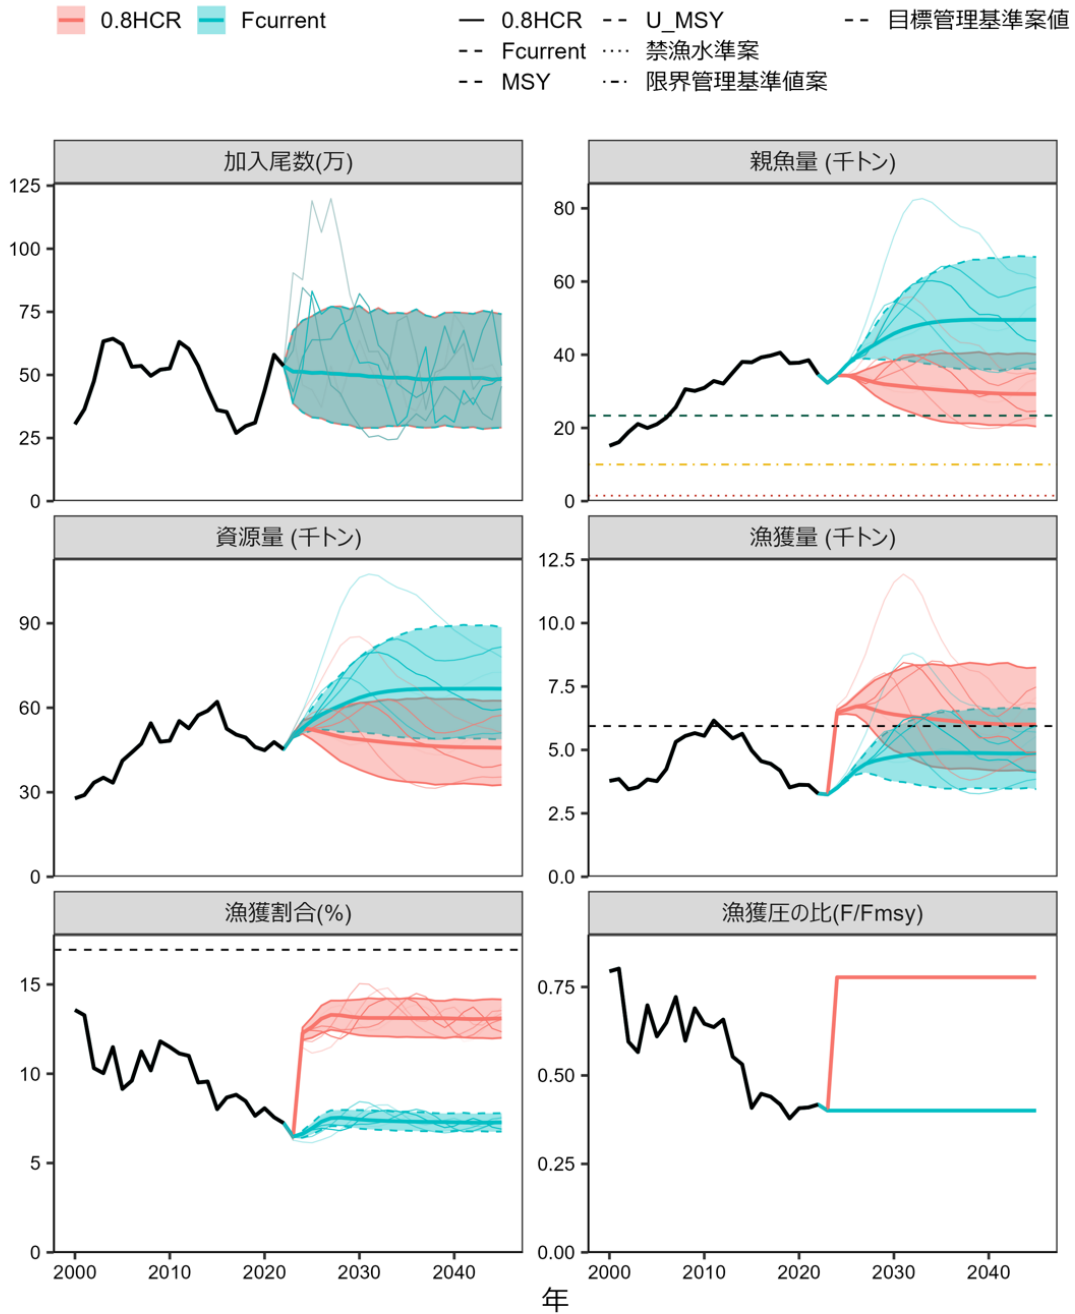 0.8HCR Fcurrent
0.8HCR U_MSY 目標管理基準案値
Fcurrent 禁漁水準案
MSY 限界管理基準値案
加入尾数(万)
125
100
75
50
25
0
親魚量 (千トン)
80
60
40
20
0
資源量 (千トン)
90
60
30
0
漁獲量 (千トン)
12.5
10.0
7.5
5.0
2.5
0.0
漁獲割合(%)
15
10
5
0
2000 2010 2020 2030 2040
漁獲圧の比(F/Fmsy)
0.75
0.50
0.25
0.00
2000 2010 2020 2030 2040
年